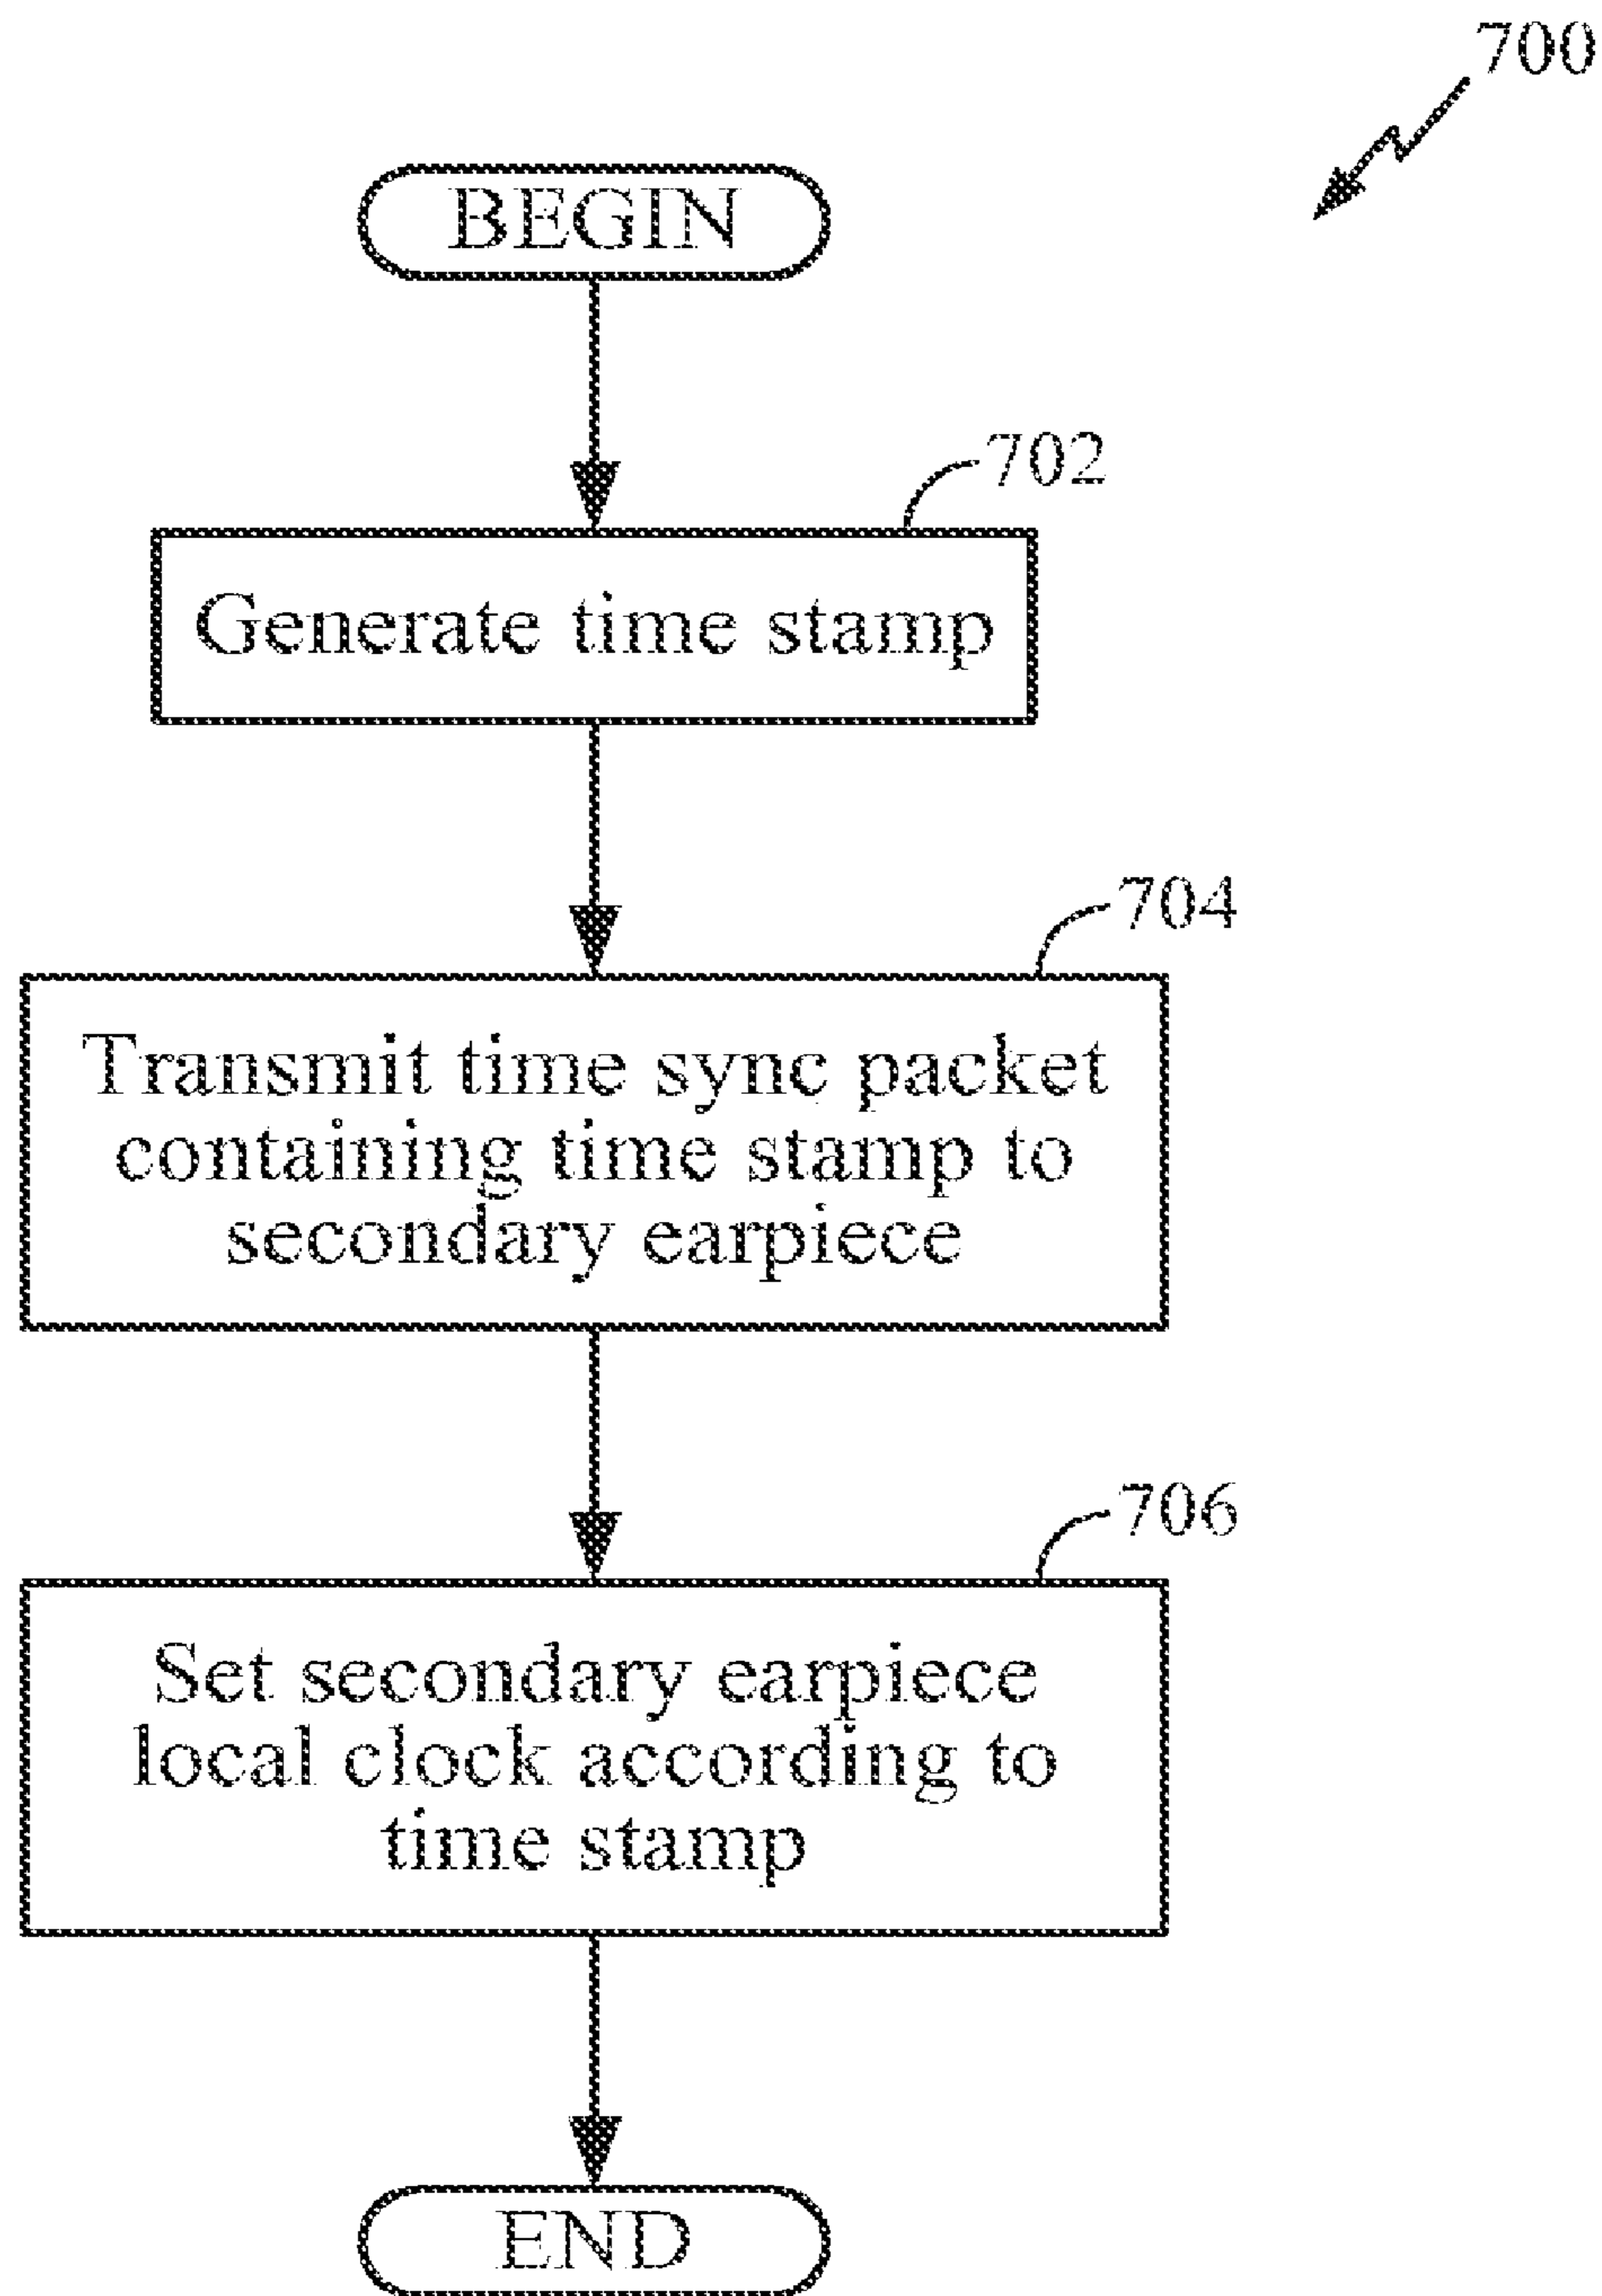 700
BEGIN
702
Generate time stamp
704
Transmit time sync packet
containing time stamp to
secondary earpiece
706
Set secondary earpiece
local clock according to
time stamp
END